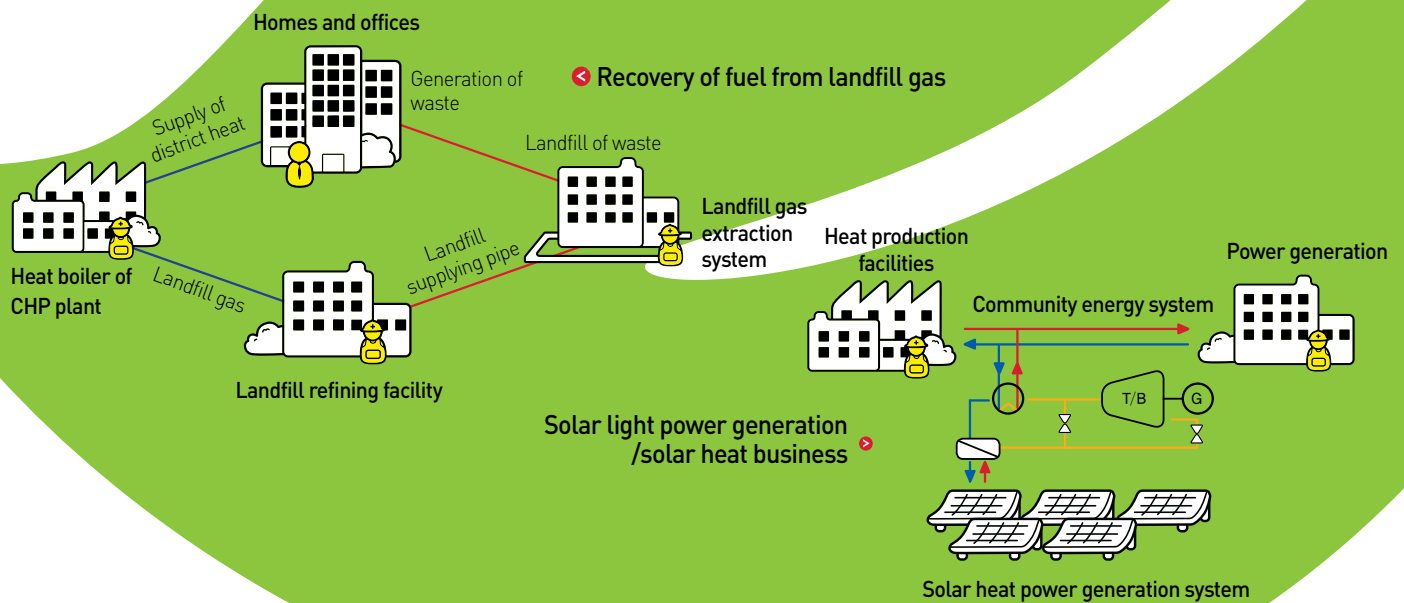 Homes and offices
Recovery of fuel from landfill gas
Generation of
waste
Supply of
district heat
Landfill of waste
Landfill gas
extraction
system
Landfill
supplying pipe
Heat boiler of
CHP plant
Landfill gas
Landfill refining facility
Heat production
facilities
Power generation
Community energy system
T/B
G
Solar light power generation
/solar heat business
Solar heat power generation system